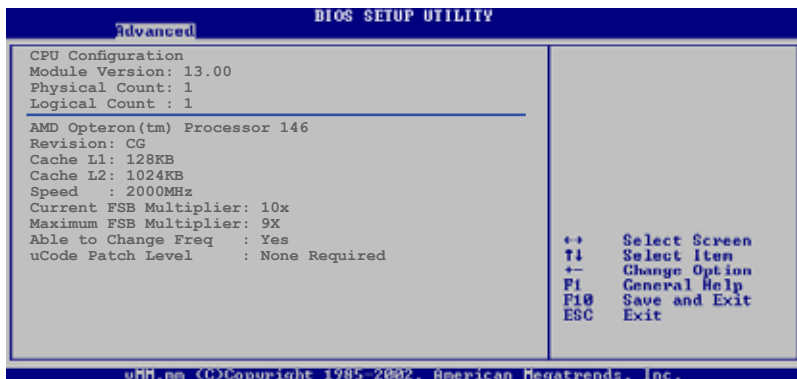 BIOS SETUP UTILITY
Advanced
CPU Configuration
Module Version: 13.00
Physical Count: 1
Logical Count : 1
AMD Opteron(tm) Processor 146
Revision: CG
Cache L1: 128KB
Cache L2: 1024KB
Speed : 2000MHz
Current FSB Multiplier: 10x
Maximum FSB Multiplier: 9X
Able to Change Freq : Yes
uCode Patch Level : None Required
↔ Select Screen
↑↓ Select Item
+- Change Option
F1 General Help
F10 Save and Exit
ESC Exit
vMM.mm (C)Copyright 1985-2002, American Megatrends, Inc.